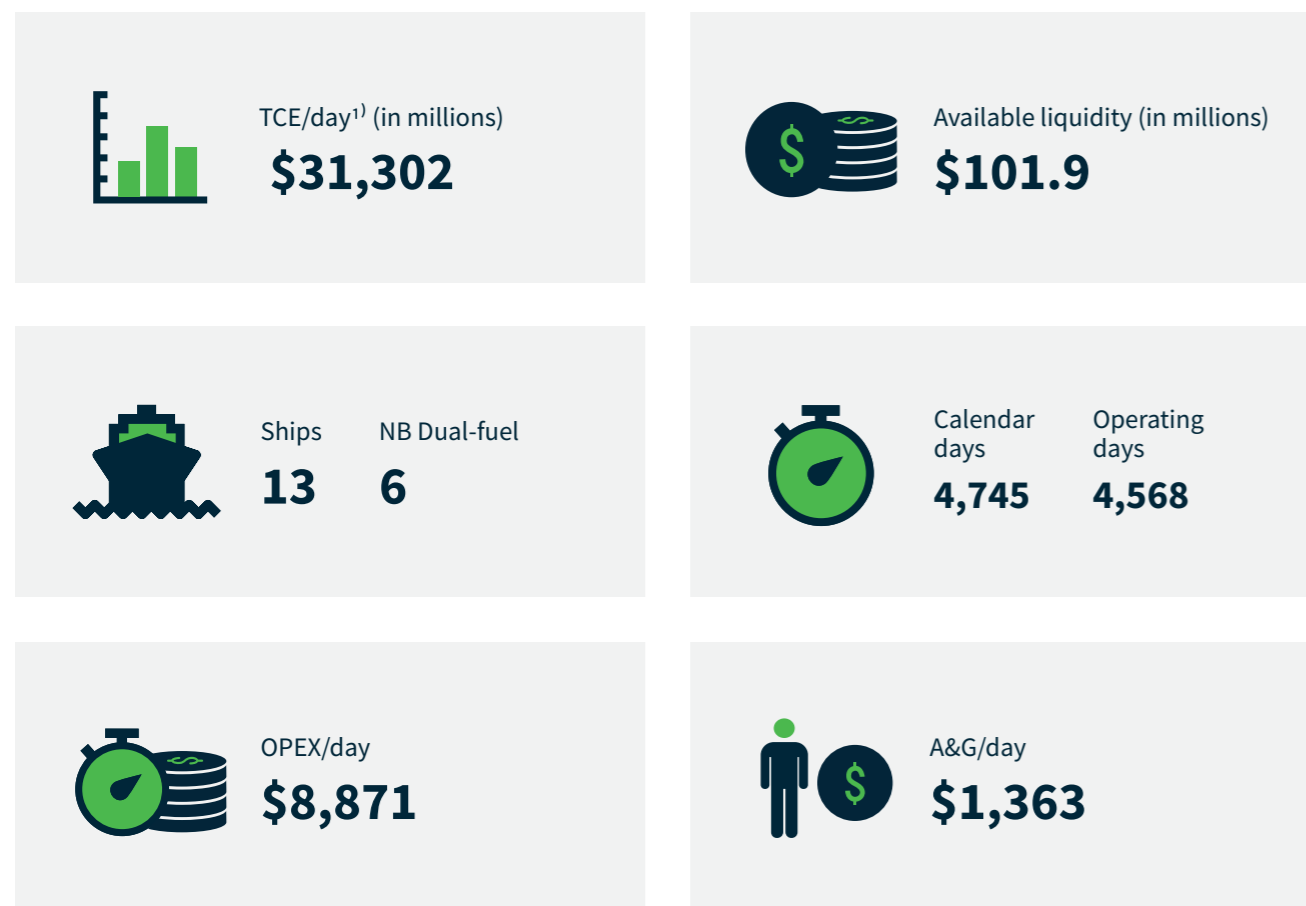 TCE/day¹⁾ (in millions)
$31,302
Available liquidity (in millions)
$101.9
Ships
13
NB Dual-fuel
6
Calendar
days
4,745
Operating
days
4,568
OPEX/day
$8,871
A&G/day
$1,363